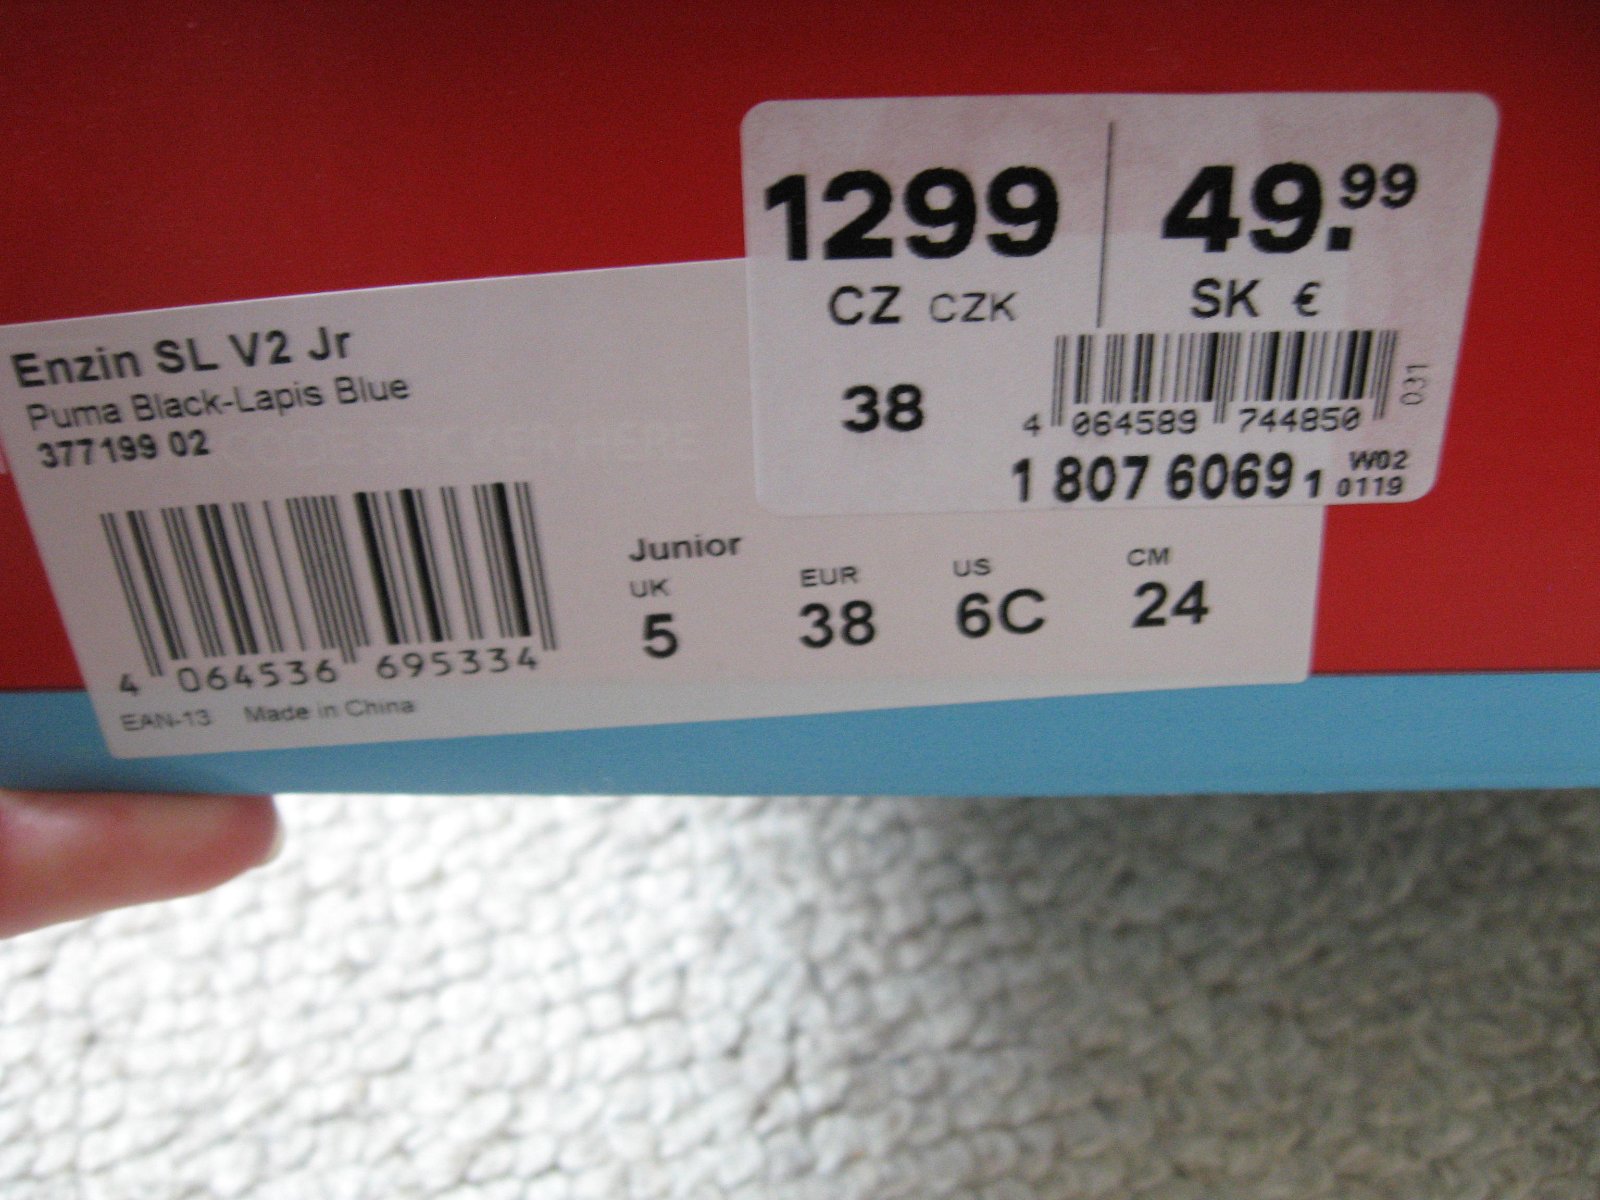 1299 49.99
CZ CZK SK €
38
4 064589 744850 031
1 8076 6069 1 W02 0119
Enzin SL V2 Jr
Puma Black-Lapis Blue
377199 02
4 064536 695334
EAN-13 Made in China
Junior
UK EUR US CM
5 38 6C 24